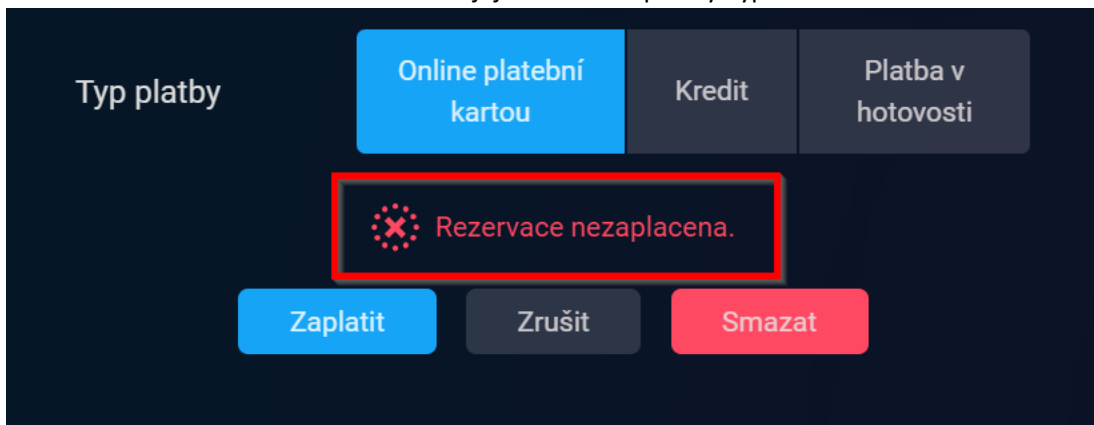 Typ platby
Online platební
kartou
Kredit
Platba v
hotovosti
Rezervace nezaplacena.
Zaplatit
Zrušit
Smazat